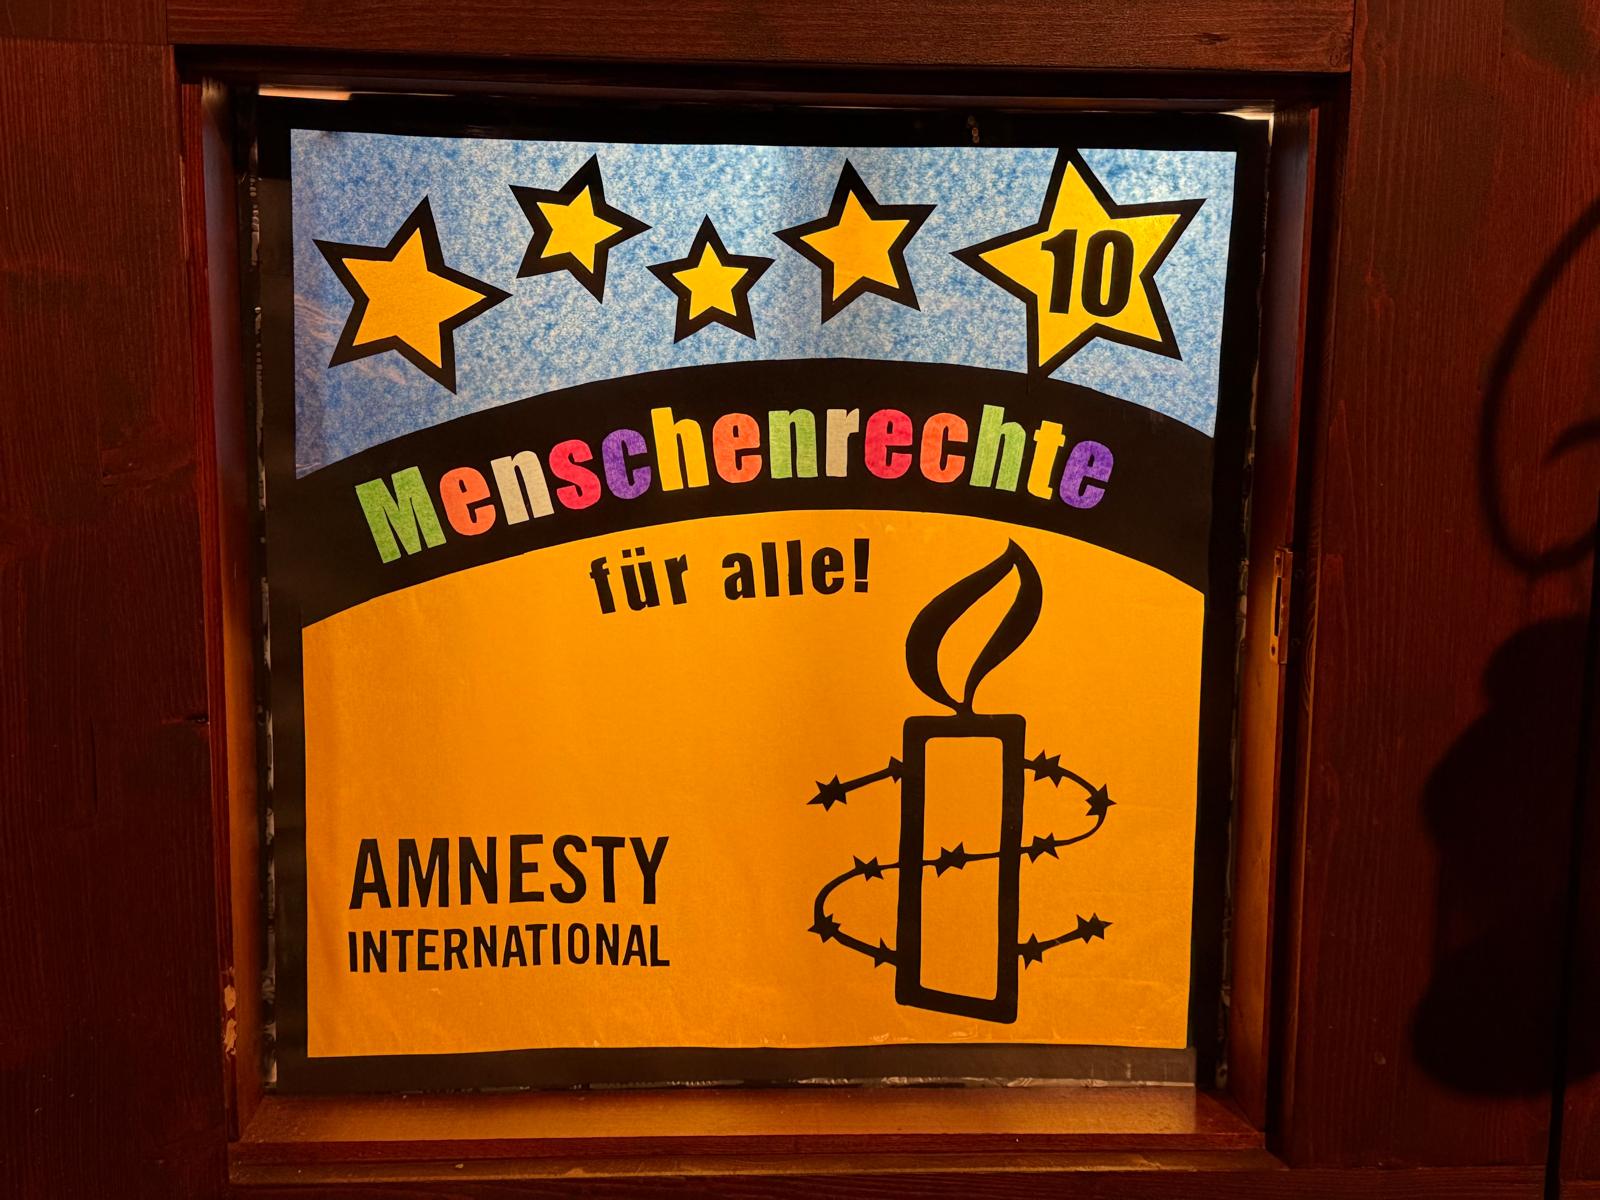 10
Menschenrechte
für alle!
AMNESTY
INTERNATIONAL